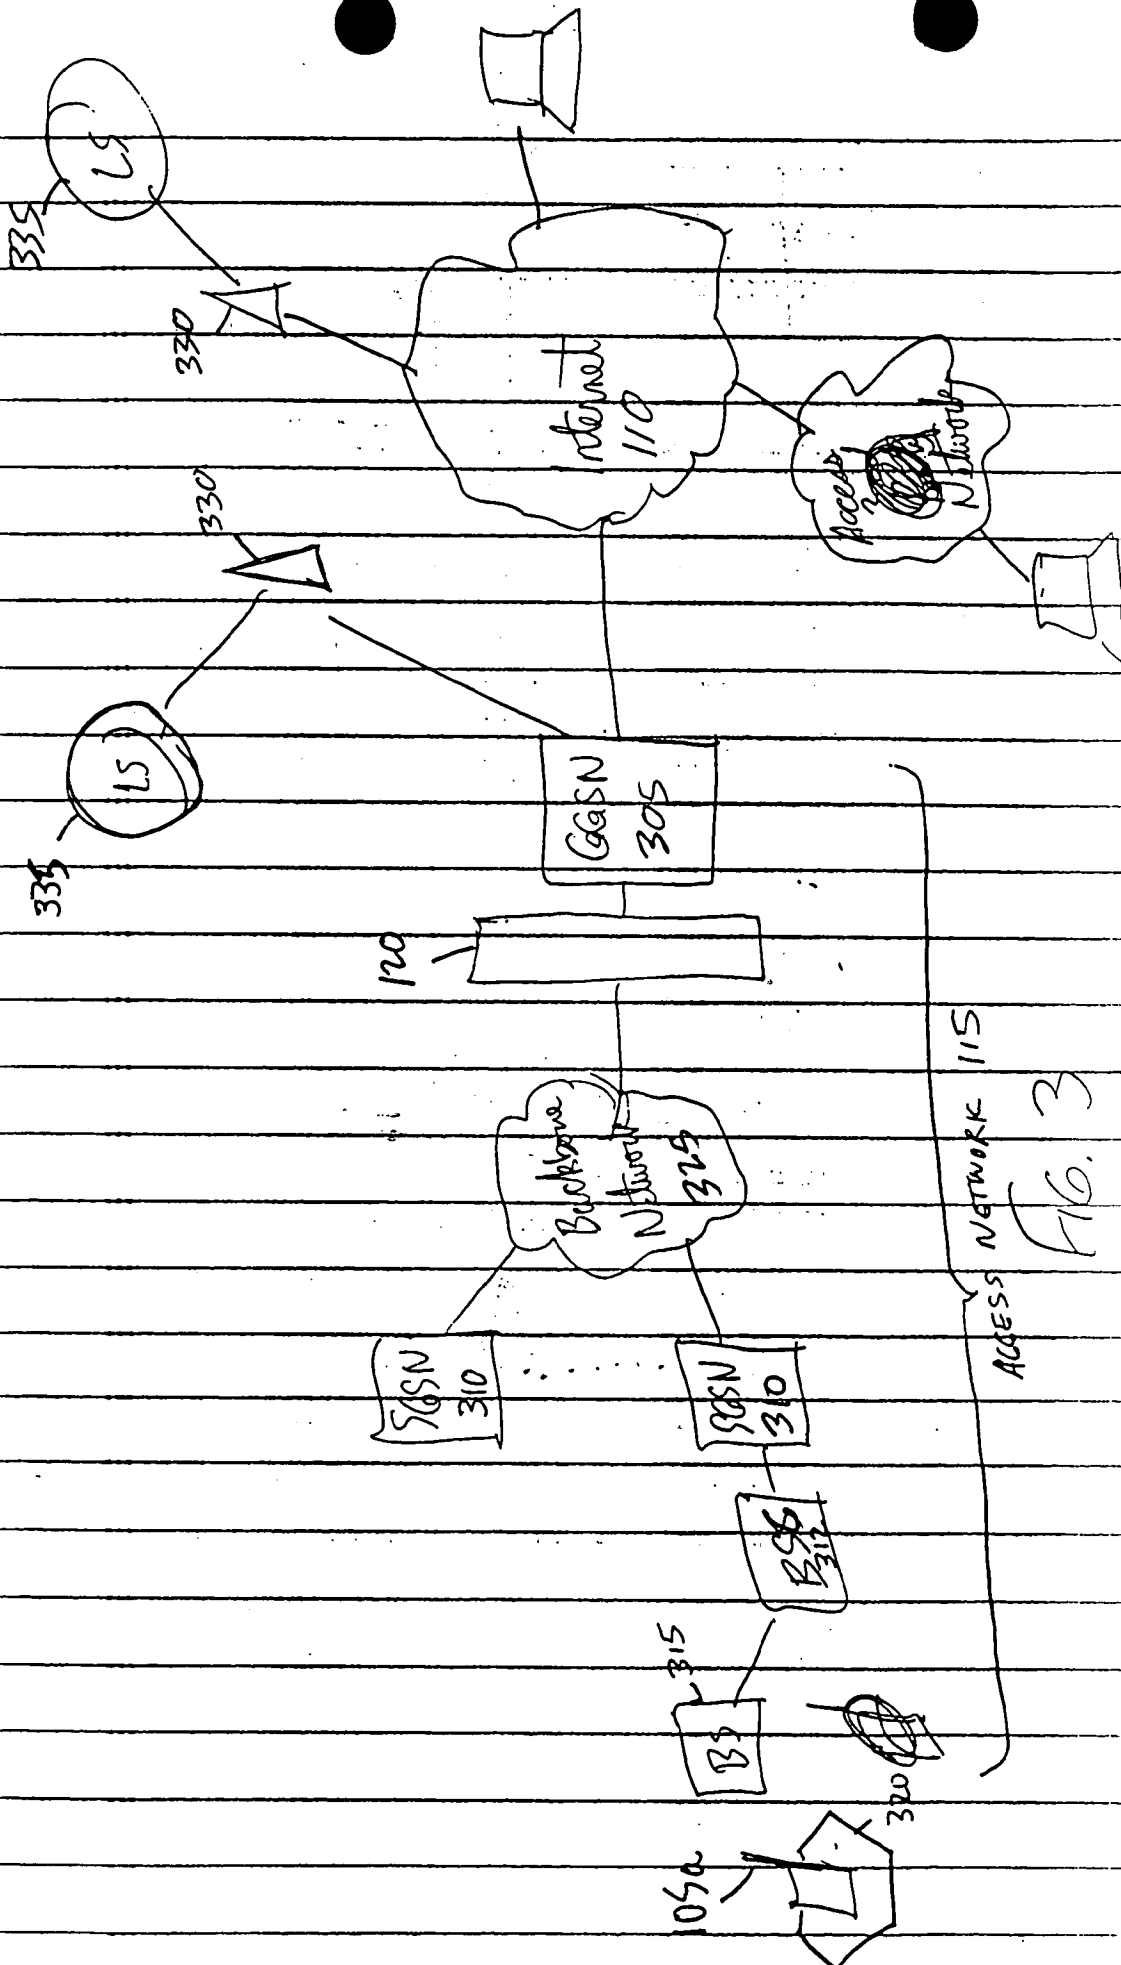 335
LS
330
330
335
LS
Internet
110
Access
Network
GGSN
305
120
Backbone
Network
325
SGSN
310
SGSN
310
BSS
312
315
BS
105a
320
ACCESS NETWORK 115
FIG. 3